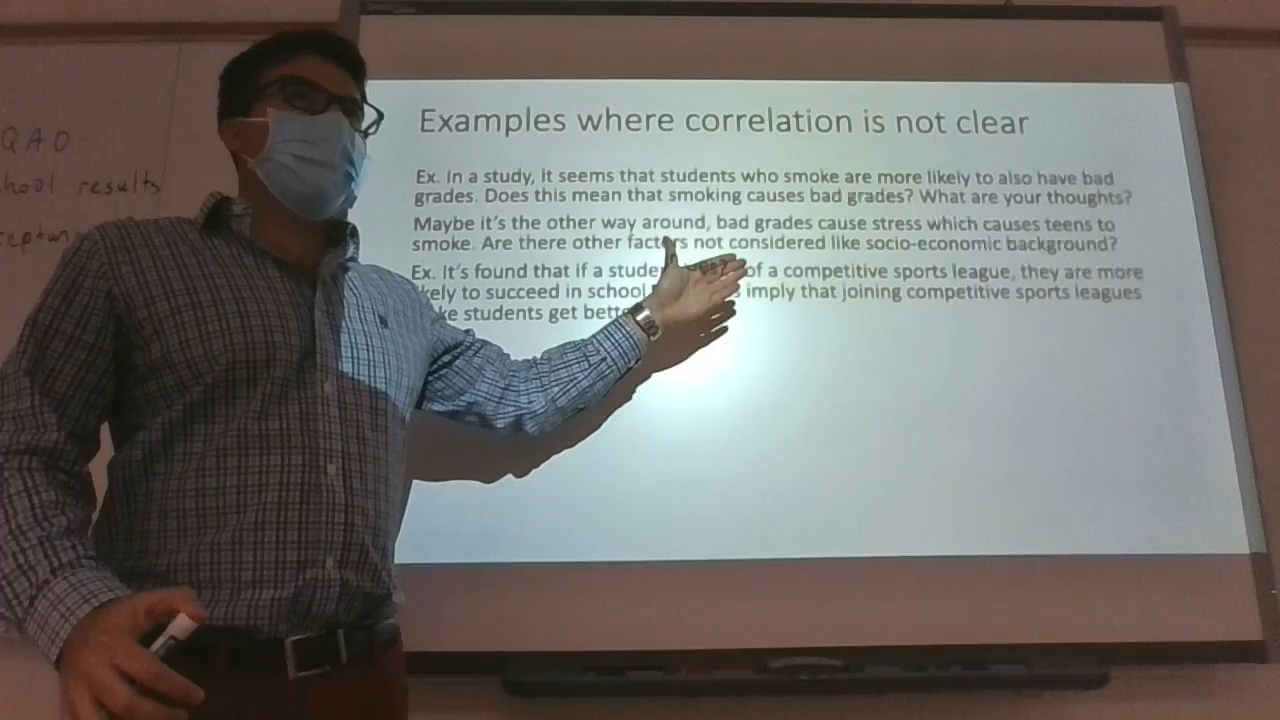 QAO
hool results
Examples where correlation is not clear
Ex. In a study, it seems that students who smoke are more likely to also have bad
grades. Does this mean that smoking causes bad grades? What are your thoughts?
Maybe it's the other way around, bad grades cause stress which causes teens to
smoke. Are there other factors not considered like socio-economic background?
Ex. It's found that if a stude of a competitive sports league, they are more
kely to succeed in school imply that joining competitive sports leagues
ke students get bette